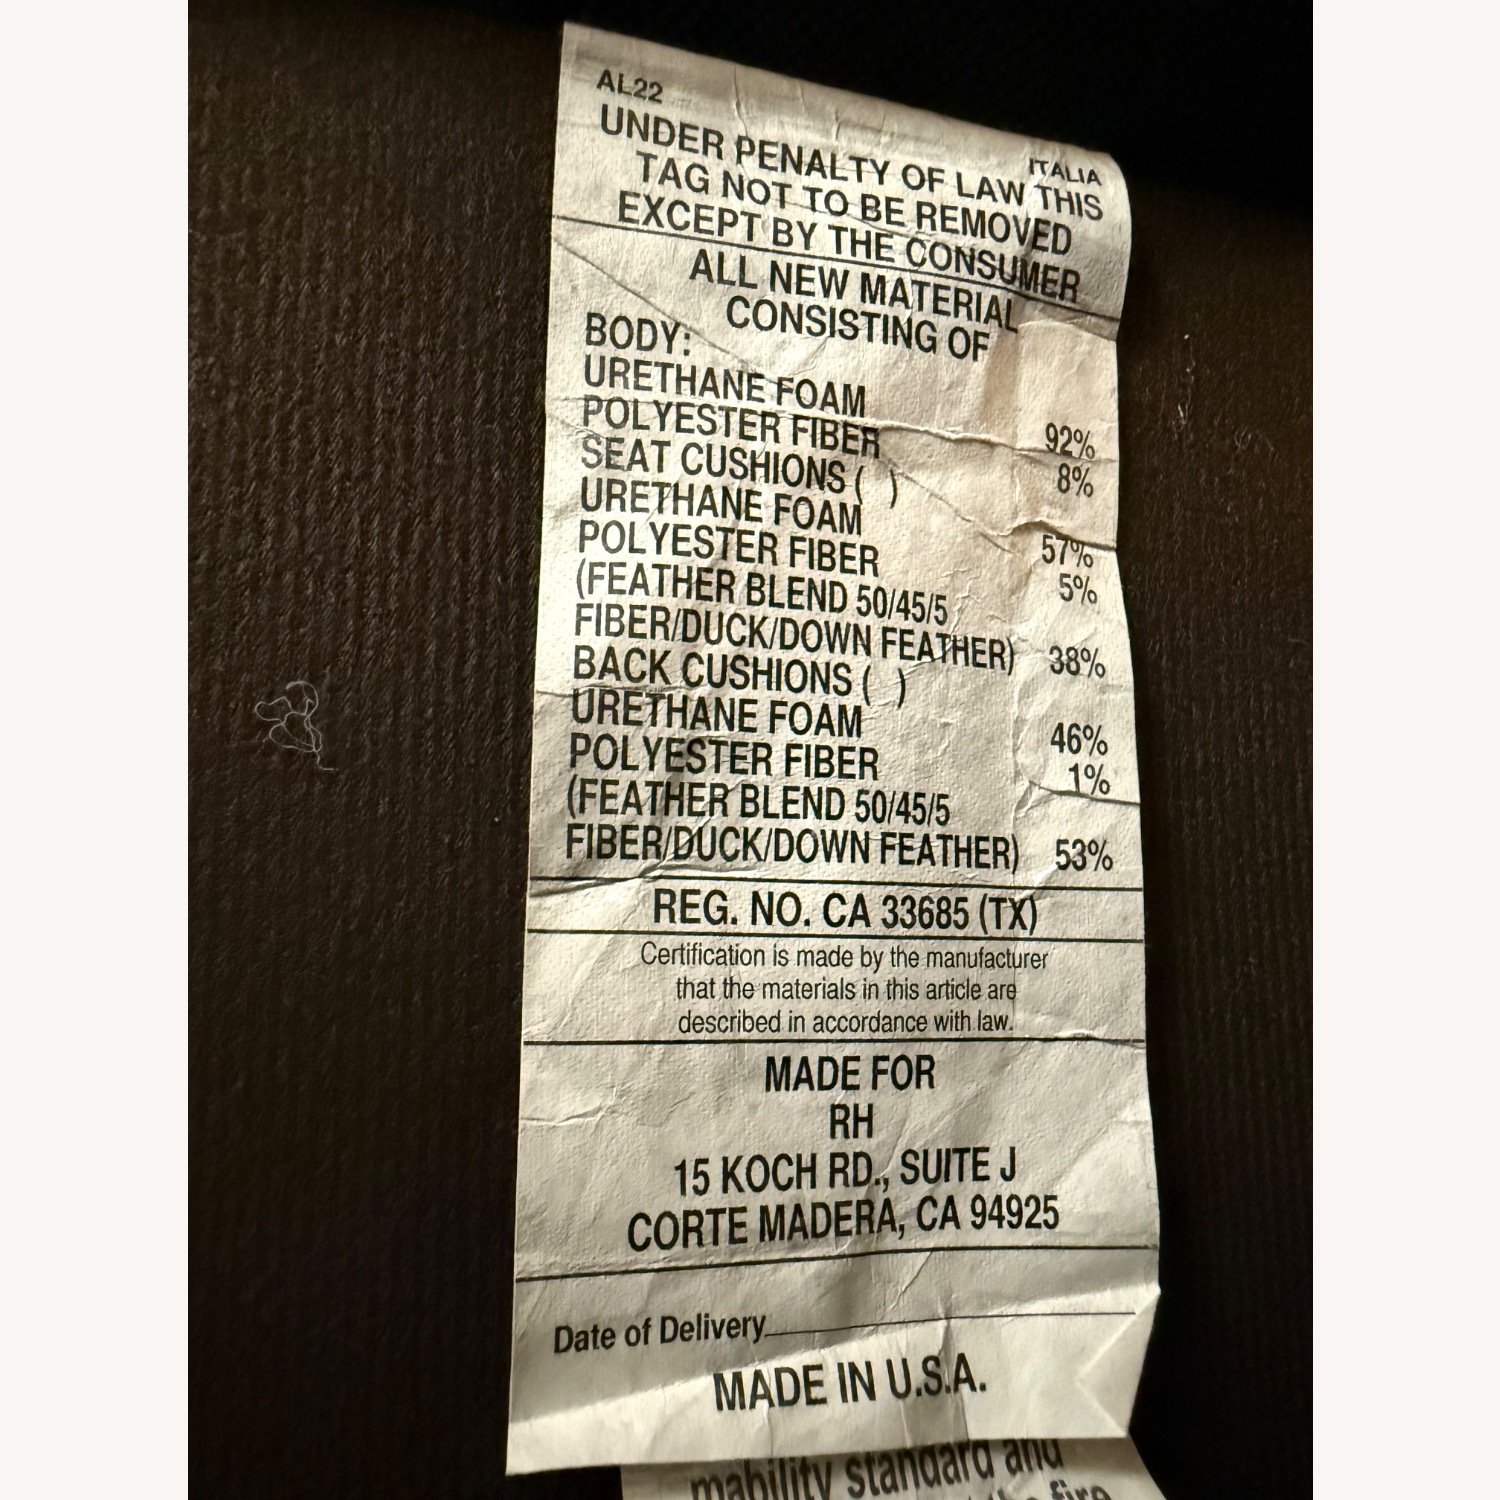 AL22
ITALIA
UNDER PENALTY OF LAW THIS
TAG NOT TO BE REMOVED
EXCEPT BY THE CONSUMER
ALL NEW MATERIAL
CONSISTING OF
BODY:
URETHANE FOAM 92%
POLYESTER FIBER 8%
SEAT CUSHIONS ( )
URETHANE FOAM 57%
POLYESTER FIBER 5%
(FEATHER BLEND 50/45/5
FIBER/DUCK/DOWN FEATHER) 38%
BACK CUSHIONS ( )
URETHANE FOAM 46%
POLYESTER FIBER 1%
(FEATHER BLEND 50/45/5
FIBER/DUCK/DOWN FEATHER) 53%
REG. NO. CA 33685 (TX)
Certification is made by the manufacturer
that the materials in this article are
described in accordance with law.
MADE FOR
RH
15 KOCH RD., SUITE J
CORTE MADERA, CA 94925
Date of Delivery
MADE IN U.S.A.
mability standard and
the fire